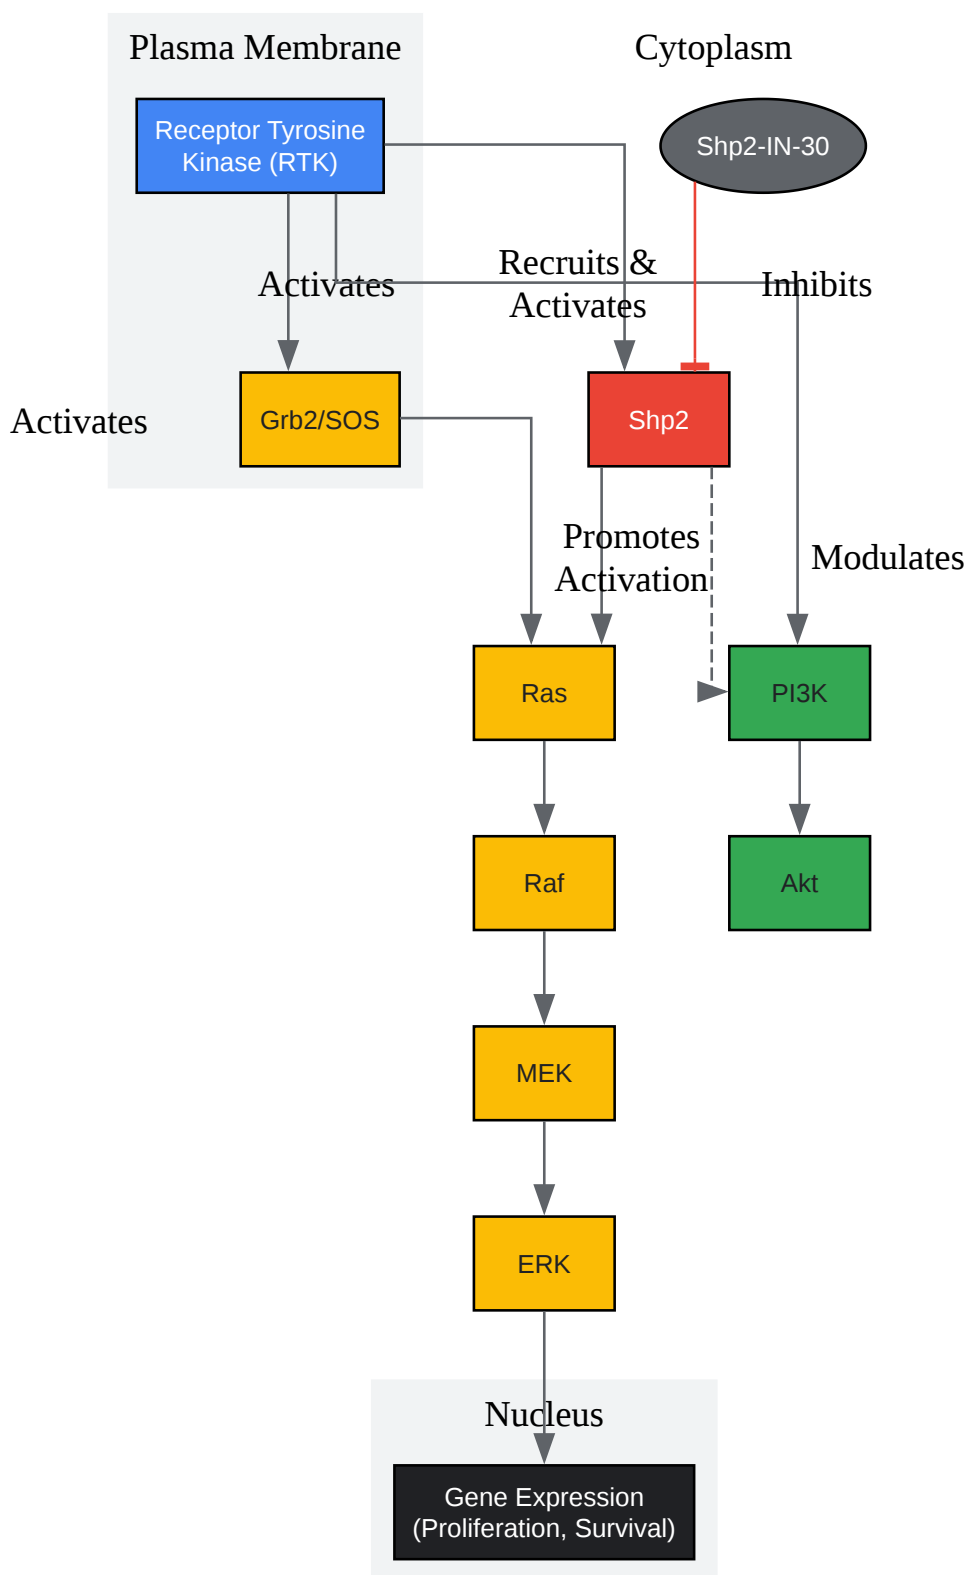 Plasma Membrane
Cytoplasm
Receptor Tyrosine
Kinase (RTK)
Shp2-IN-30
Activates
Recruits &
Activates
Inhibits
Activates
Grb2/SOS
Shp2
Promotes
Activation
Modulates
Ras
PI3K
Raf
Akt
MEK
ERK
Nucleus
Gene Expression
(Proliferation, Survival)